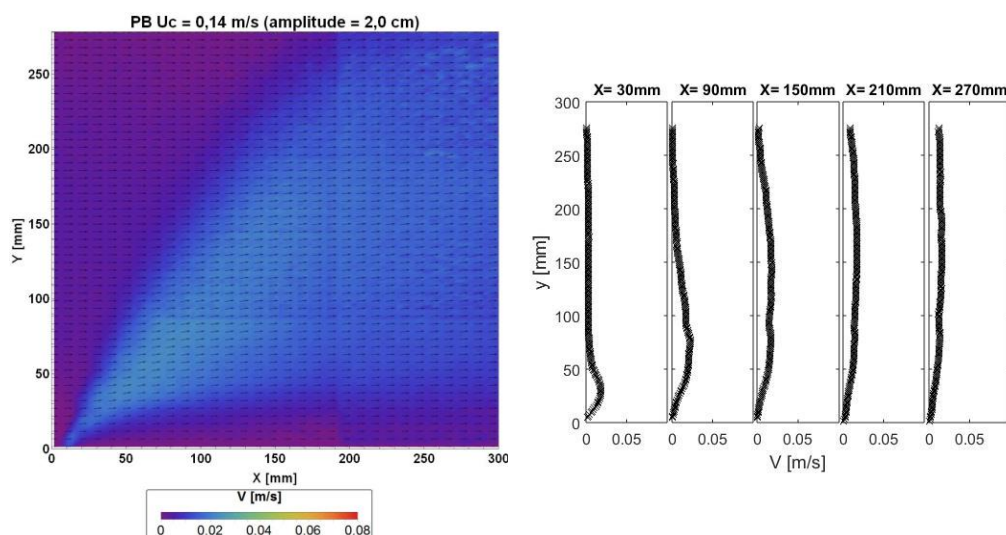 PB Uc = 0,14 m/s (amplitude = 2,0 cm)
250
200
150
100
50
0
Y [mm]
0 50 100 150 200 250 300
X [mm]
V [m/s]
0 0.02 0.04 0.06 0.08
X= 30mm X= 90mm X= 150mm X= 210mm X= 270mm
300
250
200
150
100
50
0
y [mm]
0 0.05 0 0.05 0 0.05 0 0.05 0 0.05
V [m/s]